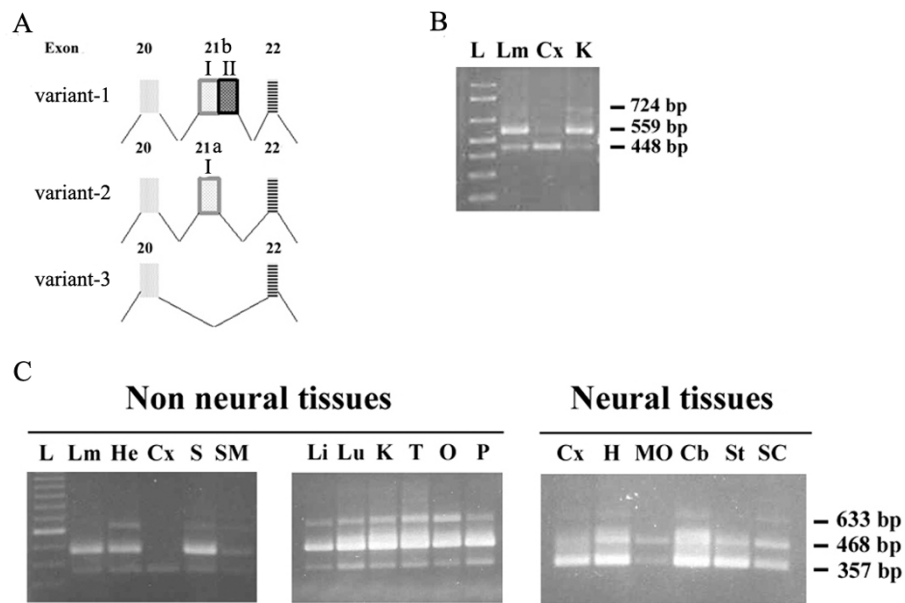 A
Exon 20 21b 22
I II
variant-1
20 21a 22
I
variant-2
20 22
variant-3
B
L Lm Cx K
724 bp
559 bp
448 bp
C
Non neural tissues
L Lm He Cx S SM
Li Lu K T O P
Neural tissues
Cx H MO Cb St SC
633 bp
468 bp
357 bp